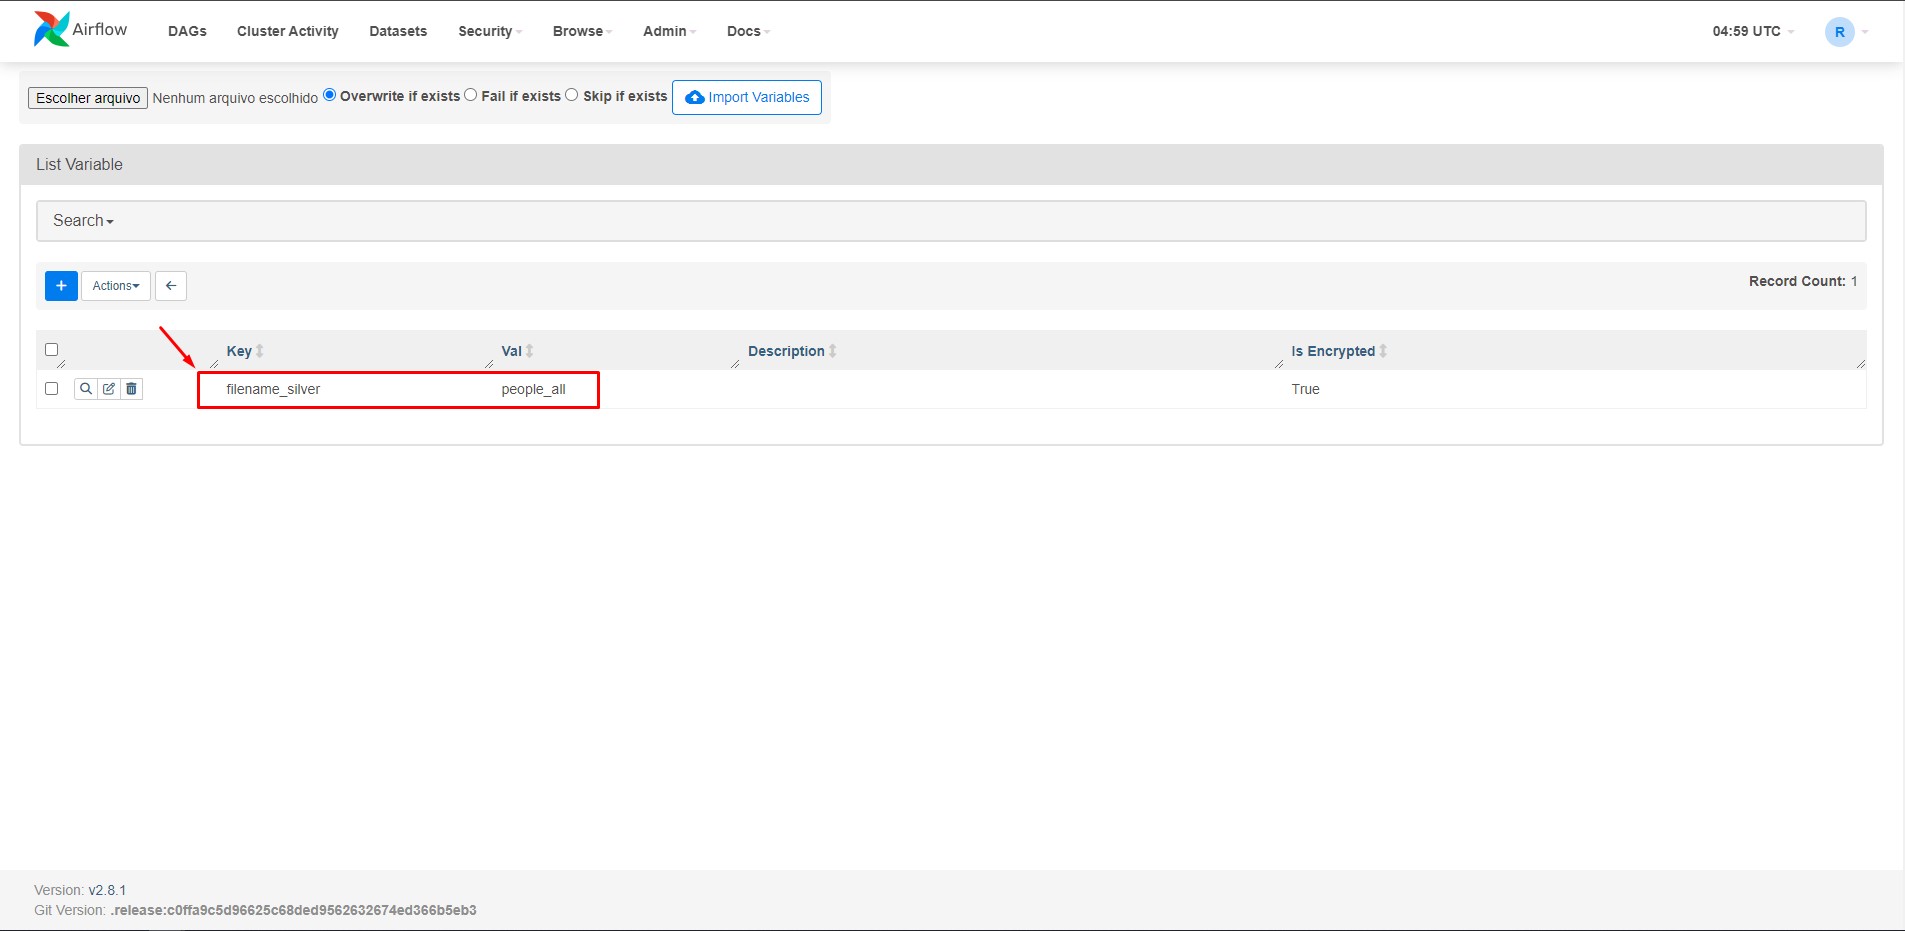 Airflow DAGs Cluster Activity Datasets Security Browse Admin Docs 04:59 UTC R
Escolher arquivo Nenhum arquivo escolhido Overwrite if exists Fail if exists Skip if exists Import Variables
List Variable
Search
+ Actions ← Record Count: 1
Key Val Description Is Encrypted
filename_silver people_all True
Version: v2.8.1
Git Version: .release:c0ffa9c5d96625c68ded9562632674ed366b5eb3